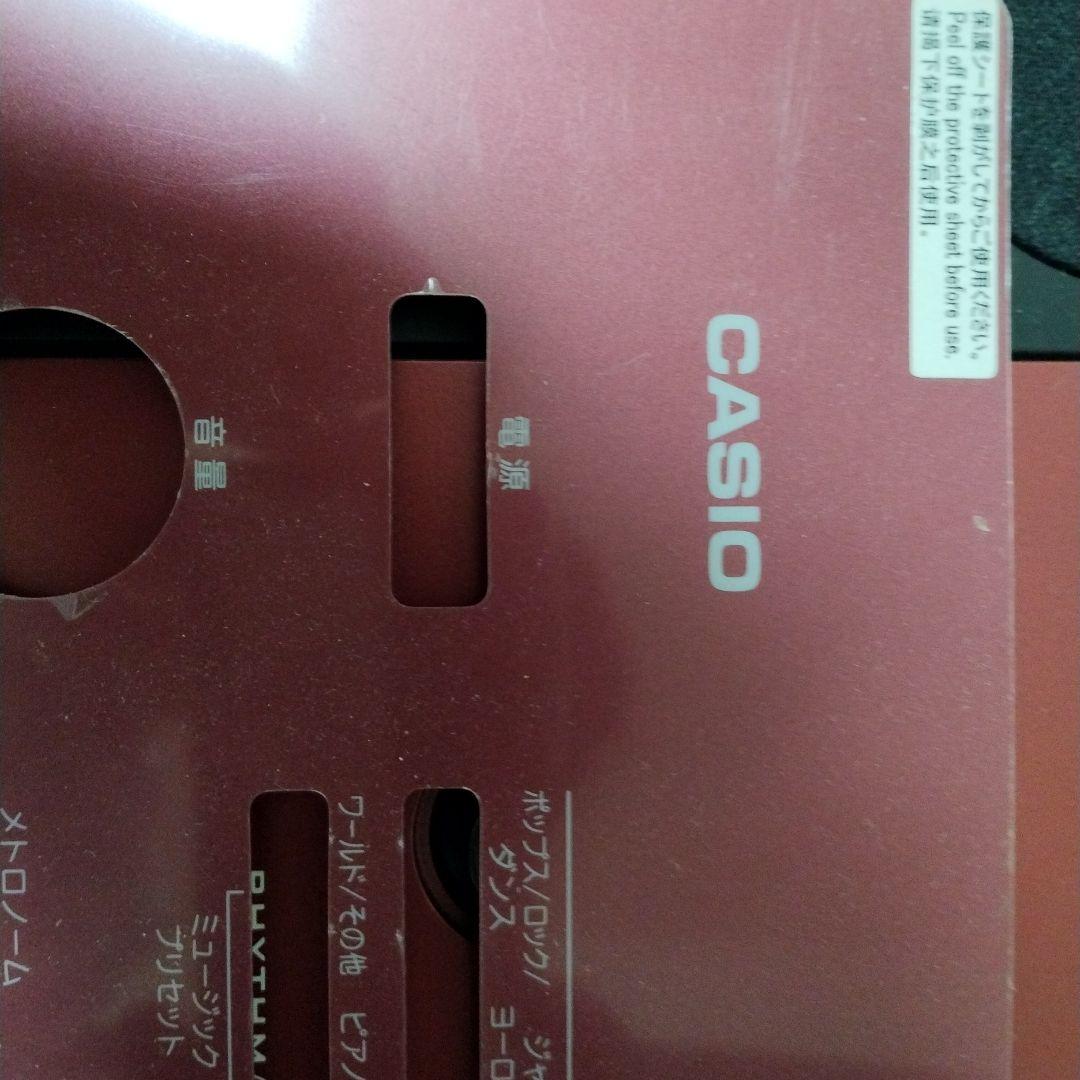 保護シートを剥がしてからご使用ください。
Peel off the protective sheet before use.
请揭下保护膜之后使用。
CASIO
電源
音量
ポップス/ロック/
ダンス
ワールド/その他
ミュージック
プリセット
メトロノーム